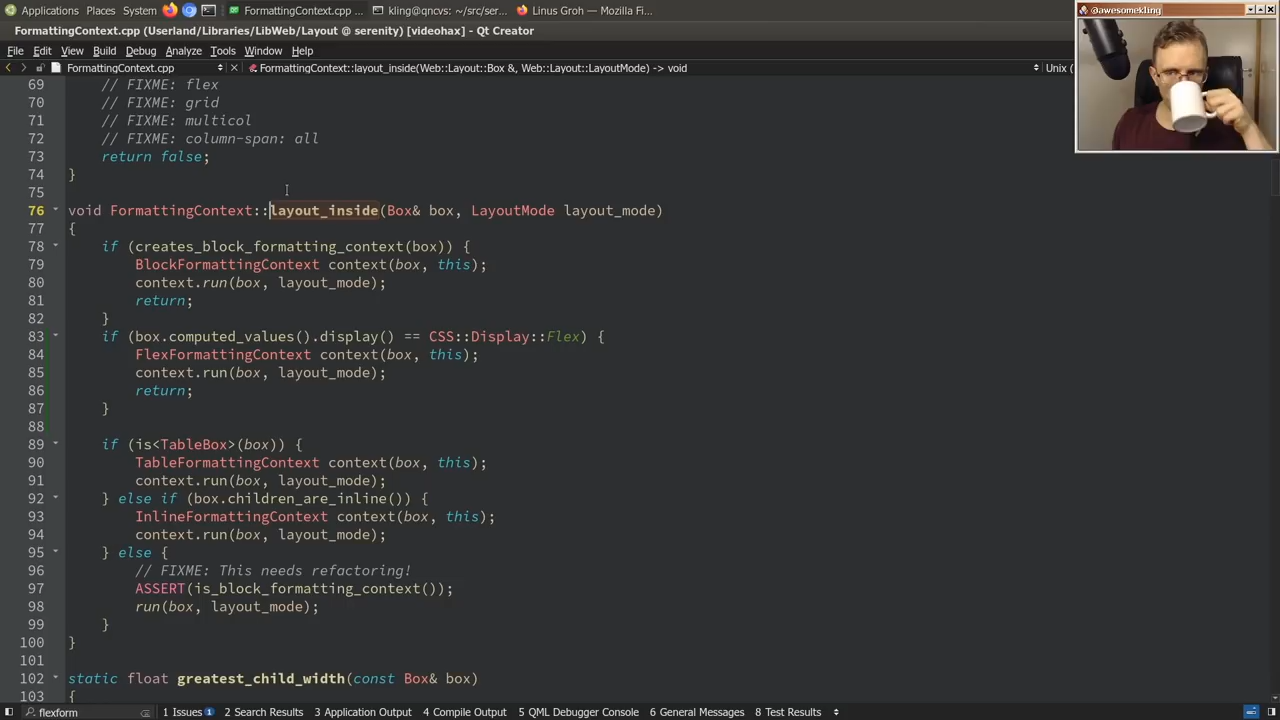 Applications Places System FormattingContext.cpp ... kling@qncvs: ~/src/ser... Linus Groh — Mozilla Fi...
@awesomekling
FormattingContext.cpp (Userland/Libraries/LibWeb/Layout @ serenity) [videohax] - Qt Creator
File Edit View Build Debug Analyze Tools Window Help
FormattingContext.cpp FormattingContext::layout_inside(Web::Layout::Box &, Web::Layout::LayoutMode) -> void Unix (
69 // FIXME: flex
70 // FIXME: grid
71 // FIXME: multicol
72 // FIXME: column-span: all
73 return false;
74 }
75
76 void FormattingContext::layout_inside(Box& box, LayoutMode layout_mode)
77 {
78 if (creates_block_formatting_context(box)) {
79 BlockFormattingContext context(box, this);
80 context.run(box, layout_mode);
81 return;
82 }
83 if (box.computed_values().display() == CSS::Display::Flex) {
84 FlexFormattingContext context(box, this);
85 context.run(box, layout_mode);
86 return;
87 }
88
89 if (is<TableBox>(box)) {
90 TableFormattingContext context(box, this);
91 context.run(box, layout_mode);
92 } else if (box.children_are_inline()) {
93 InlineFormattingContext context(box, this);
94 context.run(box, layout_mode);
95 } else {
96 // FIXME: This needs refactoring!
97 ASSERT(is_block_formatting_context());
98 run(box, layout_mode);
99 }
100 }
101
102 static float greatest_child_width(const Box& box)
103 {
flexform 1 Issues 1 2 Search Results 3 Application Output 4 Compile Output 5 QML Debugger Console 6 General Messages 8 Test Results